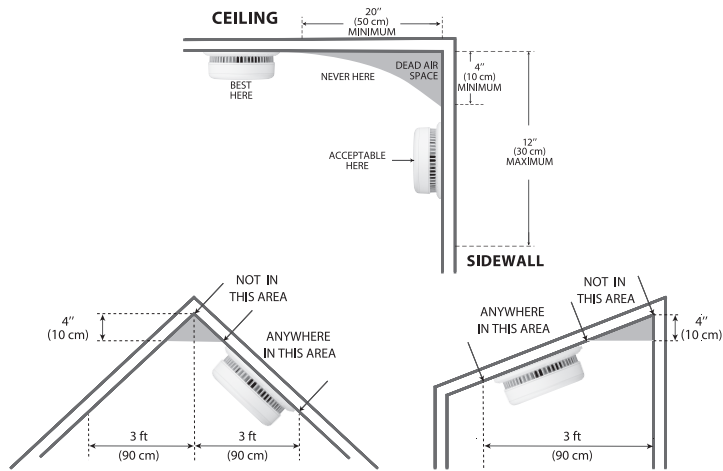 CEILING
20"
(50 cm)
MINIMUM
DEAD AIR
SPACE
NEVER HERE
BEST
HERE
4"
(10 cm)
MINIMUM
ACCEPTABLE
HERE
12"
(30 cm)
MAXIMUM
SIDEWALL
NOT IN
THIS AREA
4"
(10 cm)
ANYWHERE
IN THIS AREA
3 ft
(90 cm)
3 ft
(90 cm)
NOT IN
THIS AREA
ANYWHERE
IN THIS AREA
4"
(10 cm)
3 ft
(90 cm)